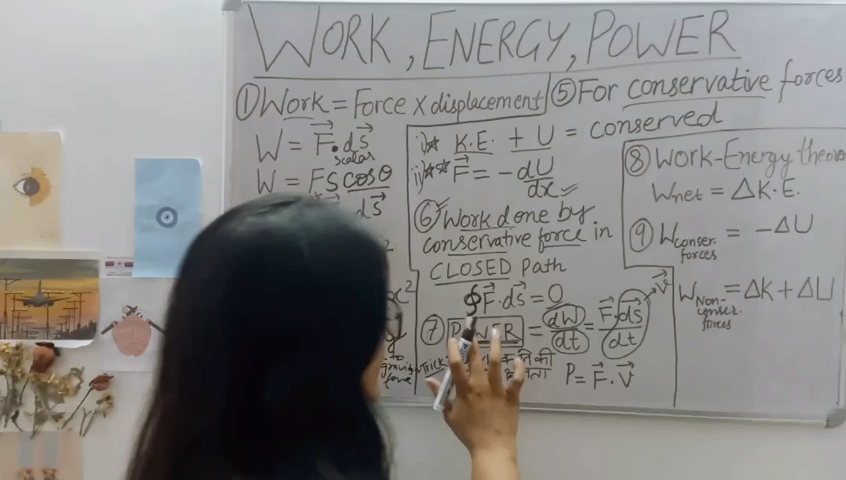 WORK, ENERGY, POWER
① Work = Force × displacement
W = F⃗.ds⃗
scalar
W = FS cosθ
ds⃗
⑤ For conservative forces
i) K.E. + U = conserved
ii) F⃗ = -dU/dx
⑥ Work done by
conservative force in
CLOSED Path
∮F⃗.ds⃗ = 0
⑦ POWER = dW/dt = F⃗.ds⃗/dt
v⃗
Trick:
P = F⃗.V⃗
⑧ Work-Energy theorem
Wnet = ΔK.E.
⑨ Wconser. forces = -ΔU
WNon-conser. forces = ΔK + ΔU